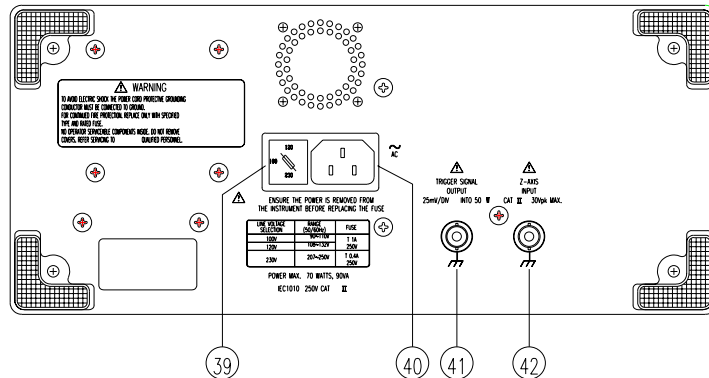 WARNING
TO AVOID ELECTRIC SHOCK THE POWER CORD PROTECTIVE GROUNDING
CONDUCTOR MUST BE CONNECTED TO GROUND.
FOR CONTINUED FIRE PROTECTION. REPLACE ONLY WITH SPECIFIED
TYPE AND RATED FUSE.
NO OPERATOR SERVICEABLE COMPONENTS INSIDE. DO NOT REMOVE
COVERS. REFER SERVICING TO QUALIFIED PERSONNEL.
120
100
230
AC
ENSURE THE POWER IS REMOVED FROM
THE INSTRUMENT BEFORE REPLACING THE FUSE
LINE VOLTAGE SELECTION RANGE (50/60Hz) FUSE
100V 90~110V T 1A 250V
120V 108~132V
230V 207~250V T 0.4A 250V
POWER MAX. 70 WATTS, 90VA
IEC1010 250V CAT II
TRIGGER SIGNAL
OUTPUT
25mV/DIV INTO 50 W
Z-AXIS
INPUT
CAT II 30Vpk MAX.
39
40
41
42